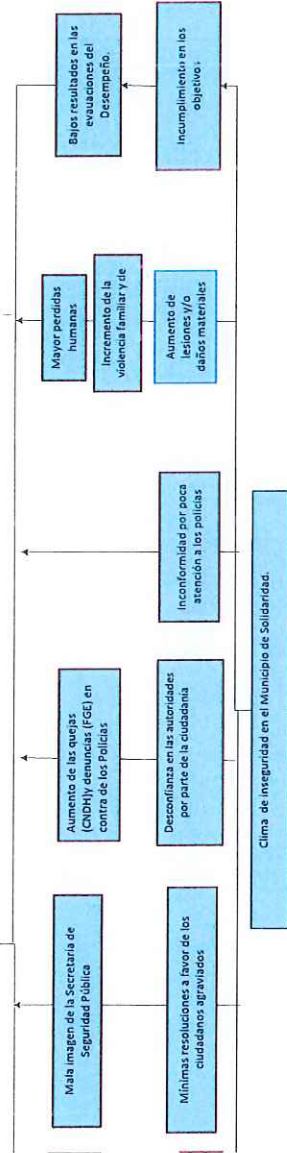 Mala imagen de la Secretaria de
Seguridad Pública
Mínimas resoluciones a favor de los
ciudadanos agraviados
Aumento de las quejas
(CNDH)y denuncias (FGE) en
contra de los Policías
Desconfianza en las autoridades
por parte de la ciudadanía
Inconformidad por poca
atención a los policías
Mayor perdidas
humanas
Incremento de la
violencia familiar y de
Aumento de
lesiones y/o
daños materiales
Bajos resultados en las
evauaciones del
Desempeño.
Incumplimiento en los
objetivo
Clima de inseguridad en el Municipio de Solidaridad.